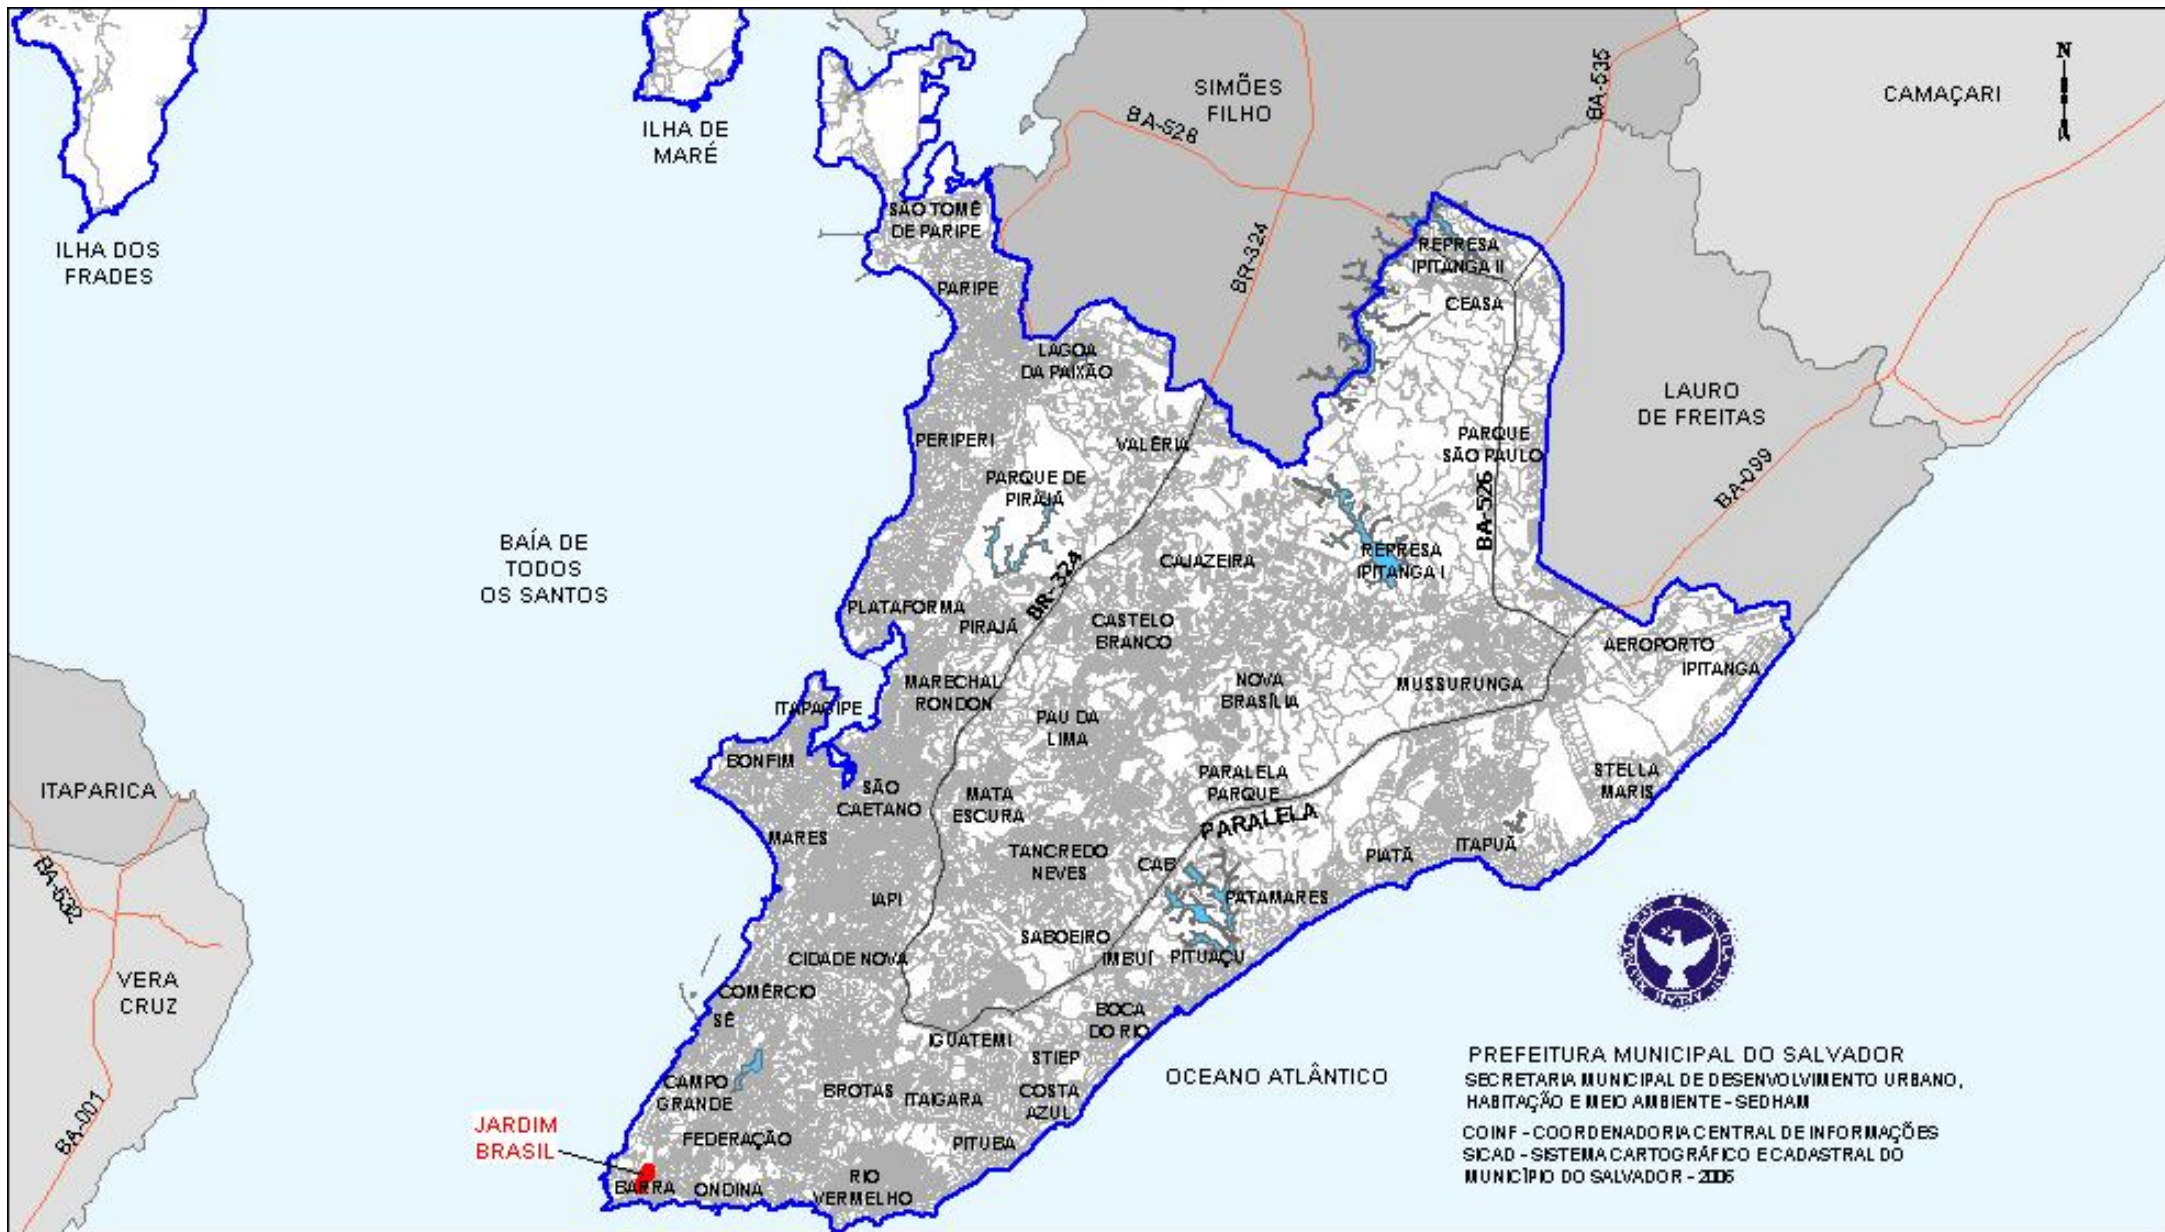 N
SIMÕES
FILHO
BA-535
CAMAÇARI
BA-528
ILHA DE
MARÉ
ILHA DOS
FRADES
SÃO TOMÉ
DE PARIPE
BR-324
REPRESA
IPITANGA II
PARIPE
CEASA
LAGOA
DA PAIXÃO
LAURO
DE FREITAS
PERIPERI
VALÉRIA
PARQUE
SÃO PAULO
PARQUE DE
PIRAJÁ
BA-099
BA-526
BAÍA DE
TODOS
OS SANTOS
CAJAZEIRA
REPRESA
IPITANGA I
BR-324
PLATAFORMA
PIRAJÁ
CASTELO
BRANCO
AEROPORTO
IPITANGA
MARECHAL
RONDON
NOVA
BRASÍLIA
MUSSURUNGA
ITAPAGIPE
PAU DA
LIMA
BONFIM
PARALELA
PARQUE
STELLA
MARIS
ITAPARICA
SÃO
CAETANO
MATA
ESCURA
PARALELA
MARES
TANCREDO
NEVES
CAB
PIATÃ
ITAPUÃ
BA-532
IAPI
PATAMARES
SABOEIRO
IMBUÍ
PITUAÇU
CIDADE NOVA
VERA
CRUZ
COMÉRCIO
SÉ
BOCA
DO RIO
IGUATEMI
STIEP
OCEANO ATLÂNTICO
CAMPO
GRANDE
BROTAS
ITAIGARA
COSTA
AZUL
BA-001
JARDIM
BRASIL
FEDERAÇÃO
PITUBA
BARRA
ONDINA
RIO
VERMELHO
PREFEITURA MUNICIPAL DO SALVADOR
SECRETARIA MUNICIPAL DE DESENVOLVIMENTO URBANO,
HABITAÇÃO E MEIO AMBIENTE - SEDHAM
COINF - COORDENADORIA CENTRAL DE INFORMAÇÕES
SICAD - SISTEMA CARTOGRÁFICO E CADASTRAL DO
MUNICÍPIO DO SALVADOR - 2006